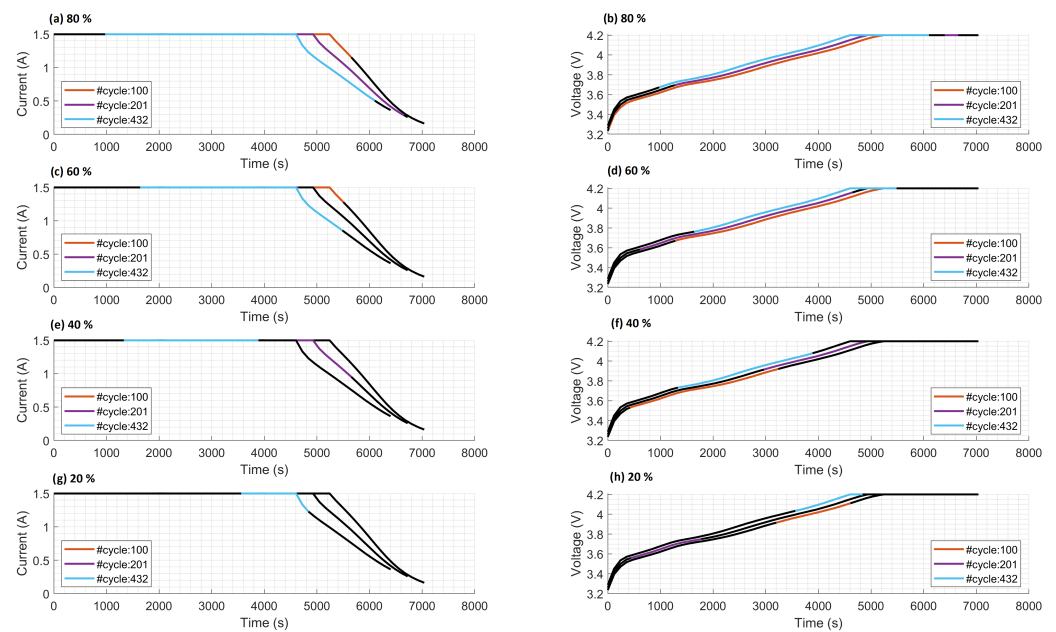 (a) 80 %
1.5
1
0.5
0
Current (A)
#cycle:100
#cycle:201
#cycle:432
0 1000 2000 3000 4000 5000 6000 7000 8000
Time (s)
(b) 80 %
4.2
4
3.8
3.6
3.4
3.2
Voltage (V)
#cycle:100
#cycle:201
#cycle:432
0 1000 2000 3000 4000 5000 6000 7000 8000
Time (s)
(c) 60 %
1.5
1
0.5
0
Current (A)
#cycle:100
#cycle:201
#cycle:432
0 1000 2000 3000 4000 5000 6000 7000 8000
Time (s)
(d) 60 %
4.2
4
3.8
3.6
3.4
3.2
Voltage (V)
#cycle:100
#cycle:201
#cycle:432
0 1000 2000 3000 4000 5000 6000 7000 8000
Time (s)
(e) 40 %
1.5
1
0.5
0
Current (A)
#cycle:100
#cycle:201
#cycle:432
0 1000 2000 3000 4000 5000 6000 7000 8000
Time (s)
(f) 40 %
4.2
4
3.8
3.6
3.4
3.2
Voltage (V)
#cycle:100
#cycle:201
#cycle:432
0 1000 2000 3000 4000 5000 6000 7000 8000
Time (s)
(g) 20 %
1.5
1
0.5
0
Current (A)
#cycle:100
#cycle:201
#cycle:432
0 1000 2000 3000 4000 5000 6000 7000 8000
Time (s)
(h) 20 %
4.2
4
3.8
3.6
3.4
3.2
Voltage (V)
#cycle:100
#cycle:201
#cycle:432
0 1000 2000 3000 4000 5000 6000 7000 8000
Time (s)